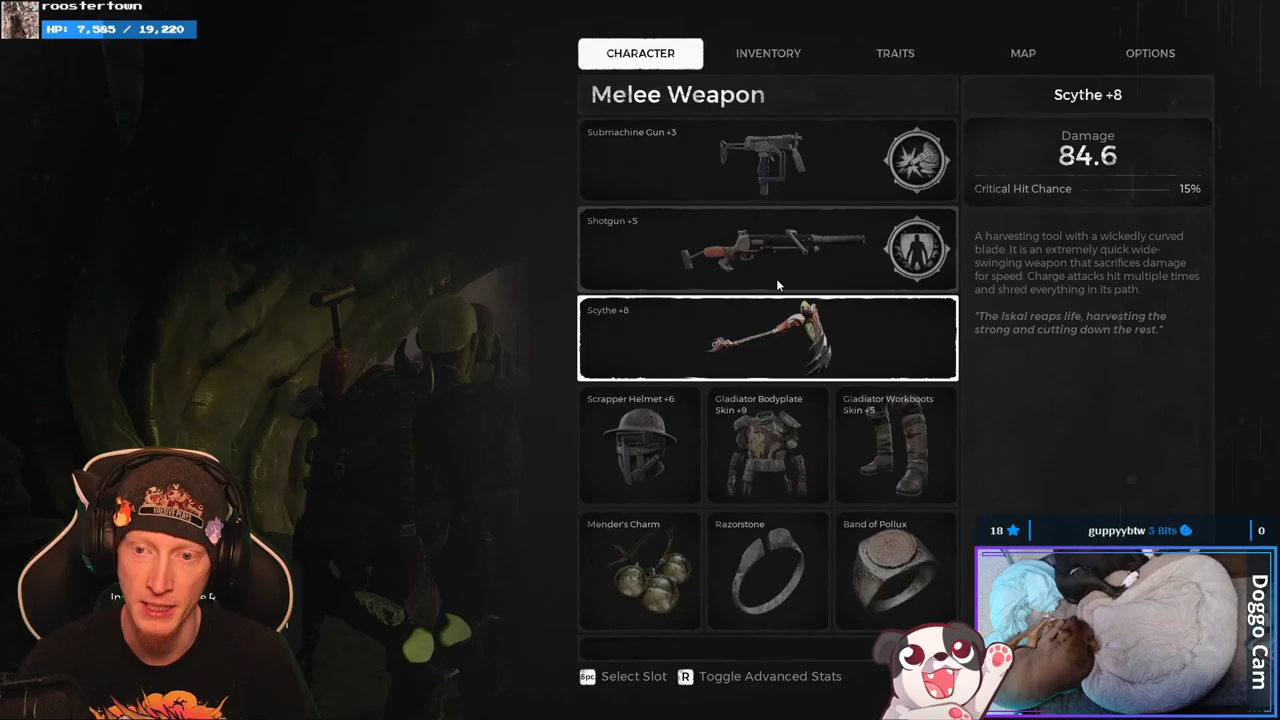 roostertown
HP: 7,585 / 19,220
CHARACTER
INVENTORY
TRAITS
MAP
OPTIONS
Melee Weapon
Scythe +8
Submachine Gun +3
Damage
84.6
Critical Hit Chance
15%
Shotgun +5
A harvesting tool with a wickedly curved
blade. It is an extremely quick wide-
swinging weapon that sacrifices damage
for speed. Charge attacks hit multiple times
and shred everything in its path.
"The Iskal reaps life, harvesting the
strong and cutting down the rest."
Scythe +8
Scrapper Helmet +6
Gladiator Bodyplate
Skin +9
Gladiator Workboots
Skin +5
Mender's Charm
Razorstone
Band of Pollux
18
guppyybtw 5 Bits
0
Doggo Cam
Spc
Select Slot
R
Toggle Advanced Stats